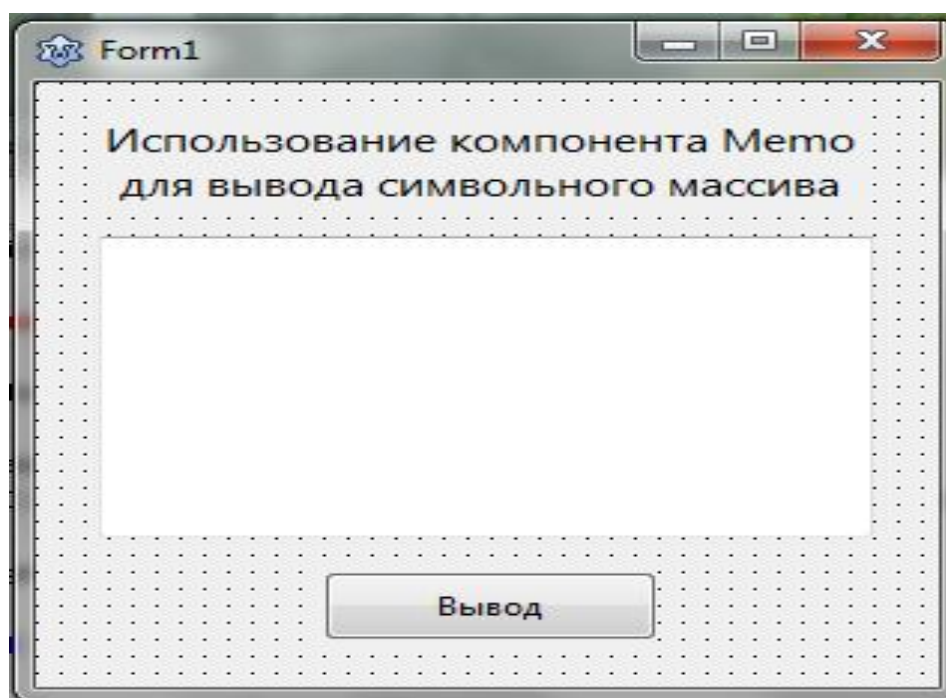 Form1
Использование компонента Memo
для вывода символьного массива
Вывод